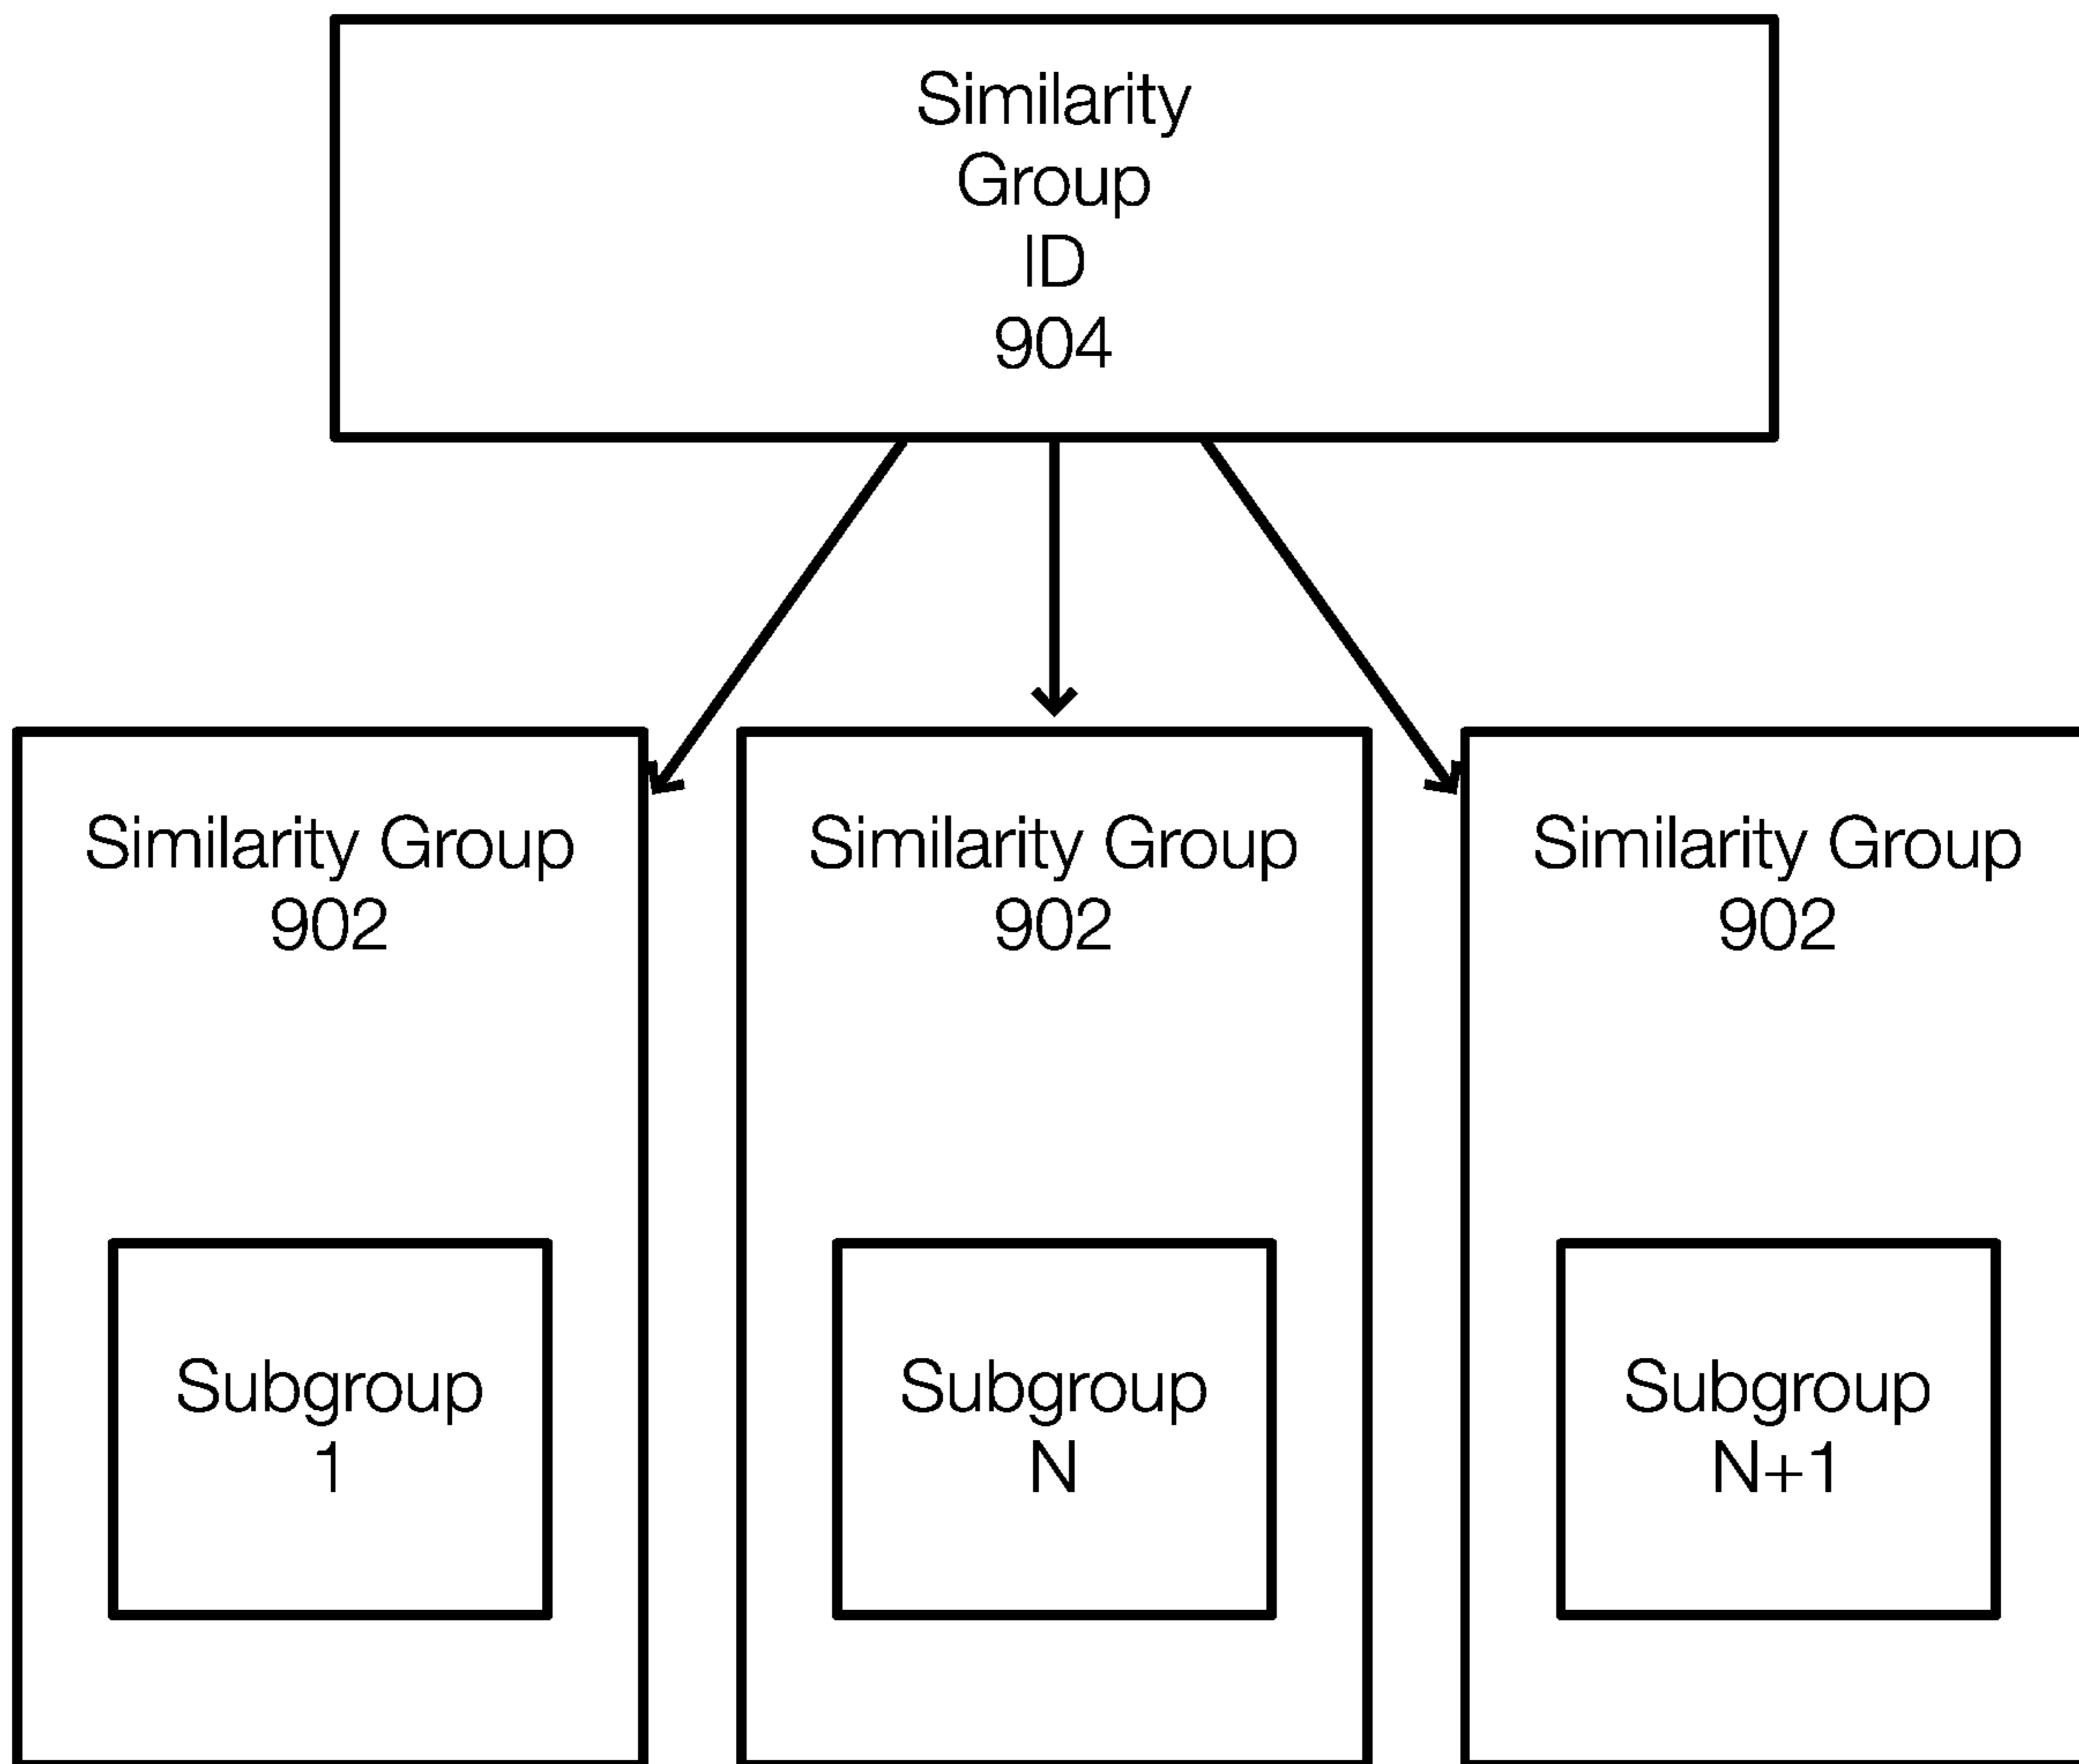 Similarity
Group
ID
904
Similarity Group
902
Similarity Group
902
Similarity Group
902
Subgroup
1
Subgroup
N
Subgroup
N+1